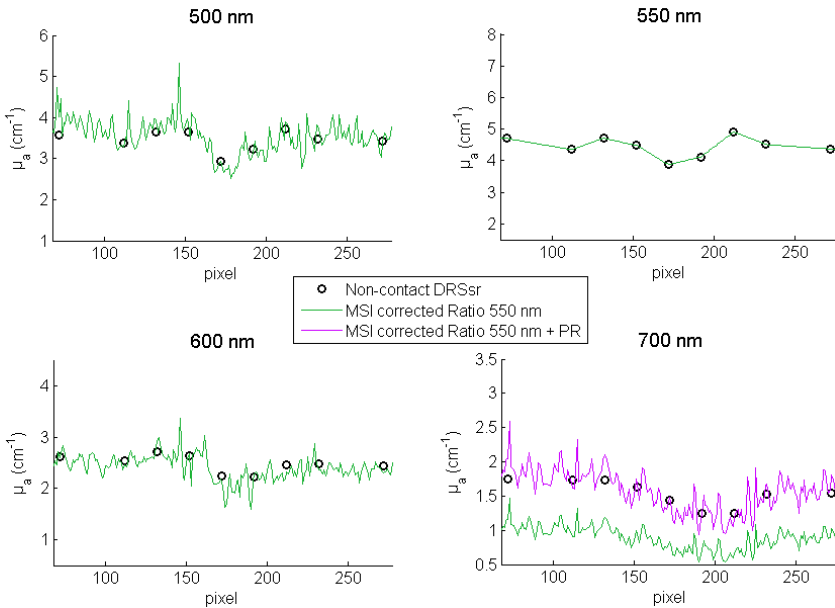 500 nm
6
5
4
3
2
1
μa (cm-1)
100 150 200 250
pixel
550 nm
8
7
6
5
4
3
2
μa (cm-1)
100 150 200 250
pixel
Non-contact DRSsr
MSI corrected Ratio 550 nm
MSI corrected Ratio 550 nm + PR
600 nm
4
3
2
1
μa (cm-1)
100 150 200 250
pixel
700 nm
3.5
3
2.5
2
1.5
1
0.5
μa (cm-1)
100 150 200 250
pixel